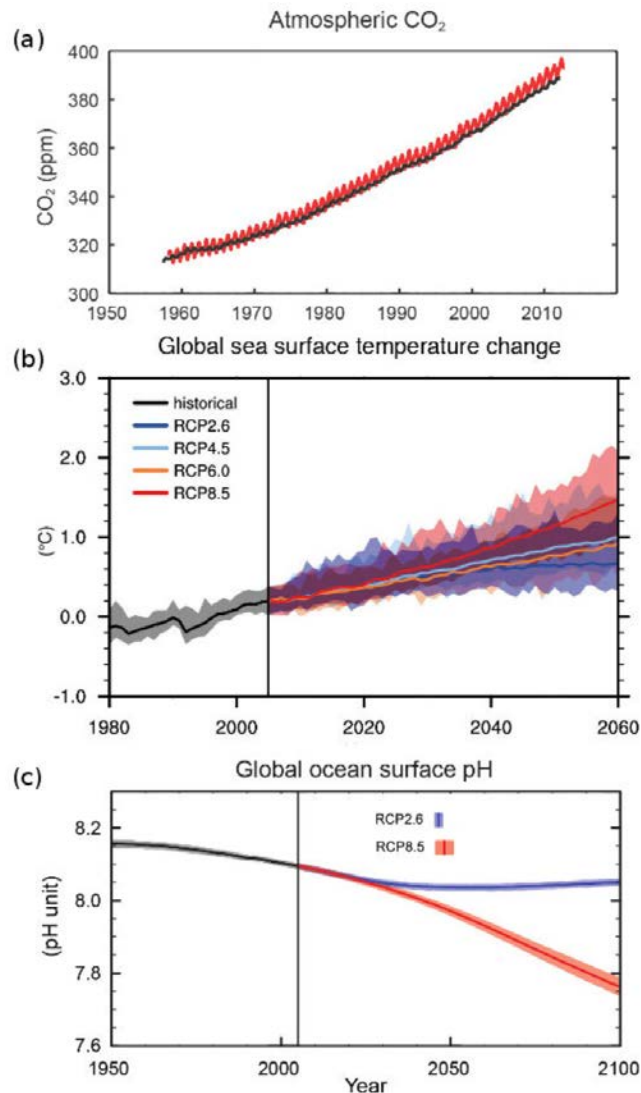 Atmospheric CO₂
(a)
400
380
360
340
320
300
CO₂ (ppm)
1950 1960 1970 1980 1990 2000 2010
Global sea surface temperature change
(b)
3.0
2.0
1.0
0.0
-1.0
(°C)
historical
RCP2.6
RCP4.5
RCP6.0
RCP8.5
1980 2000 2020 2040 2060
(c)
Global ocean surface pH
8.2
8.0
7.8
7.6
(pH unit)
RCP2.6
RCP8.5
1950 2000 2050 2100
Year